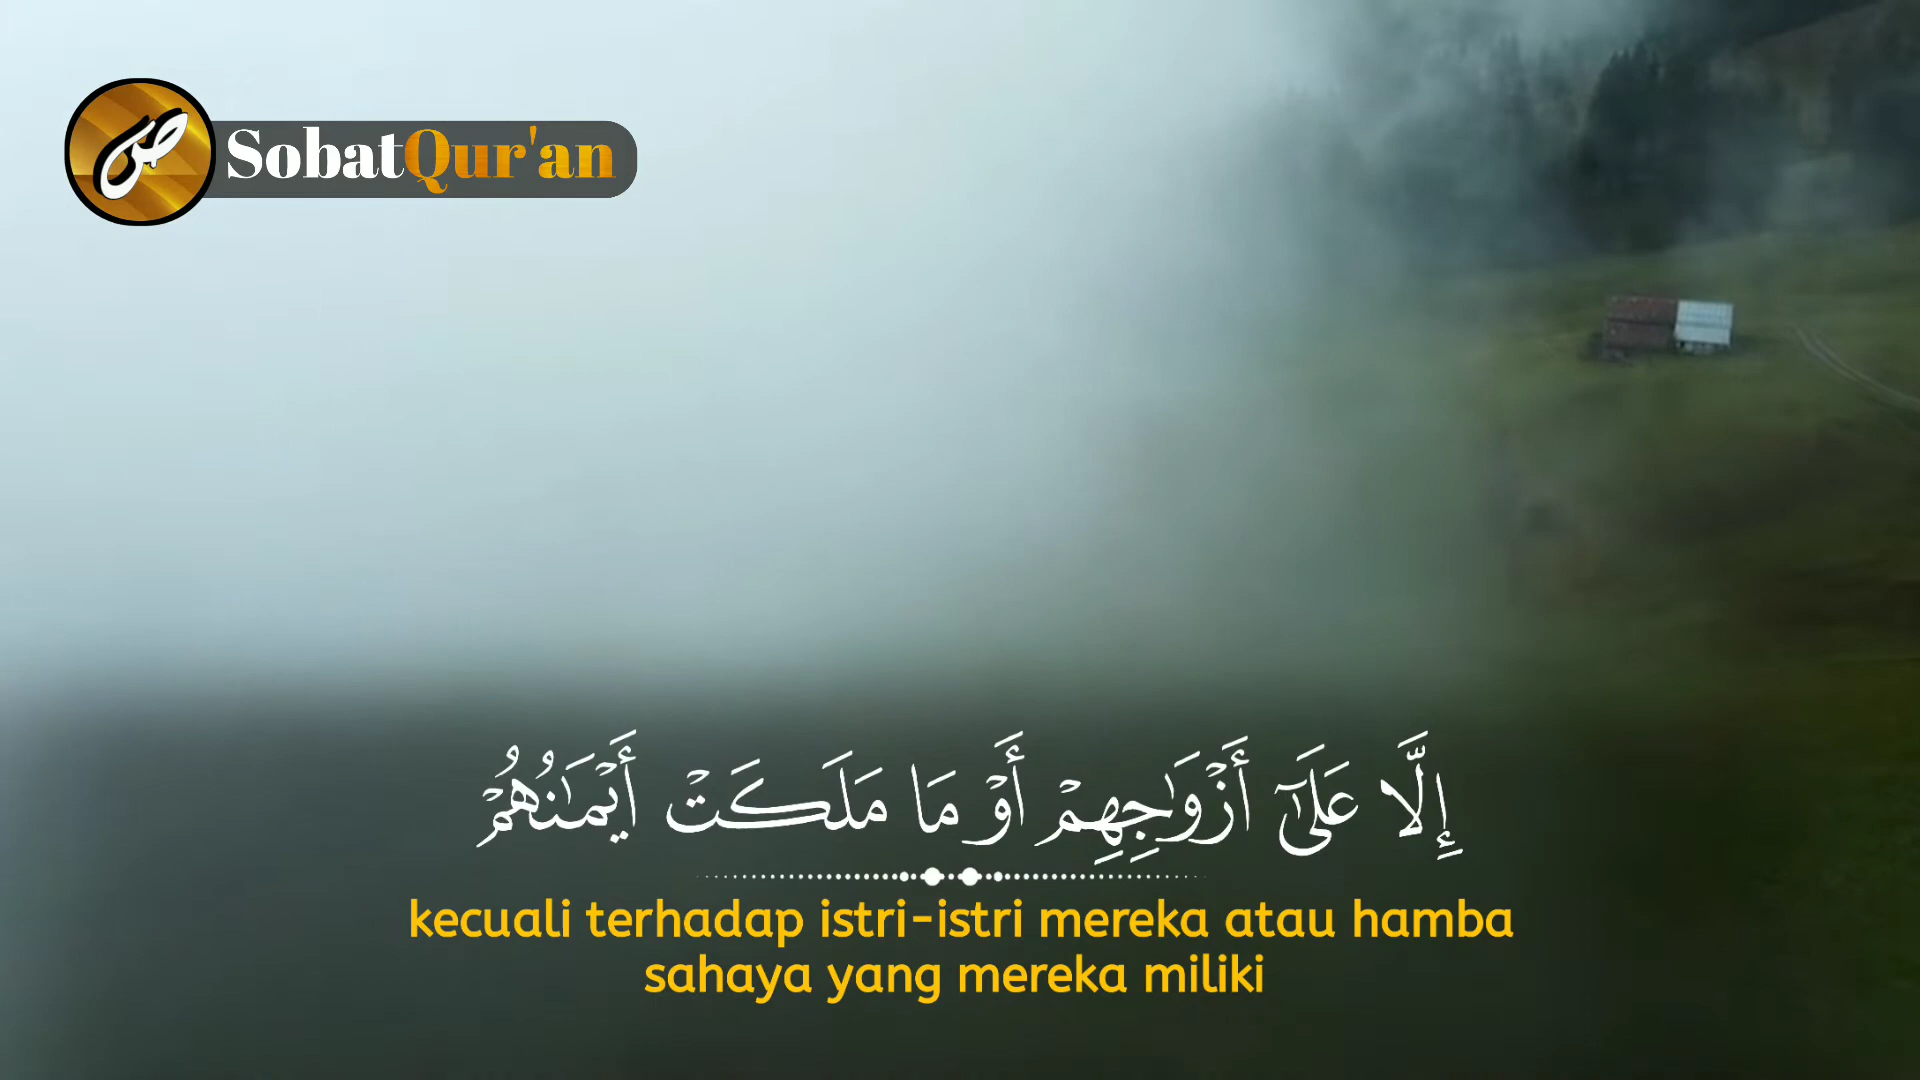 ص
SobatQur'an
إِلَّا عَلَىٰٓ أَزْوَٰجِهِمْ أَوْ مَا مَلَكَتْ أَيْمَـٰنُهُمْ
kecuali terhadap istri-istri mereka atau hamba
sahaya yang mereka miliki